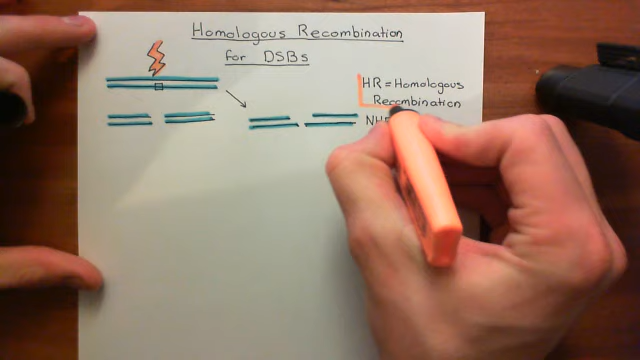 Homologous Recombination
for DSBs
HR = Homologous
Recombination